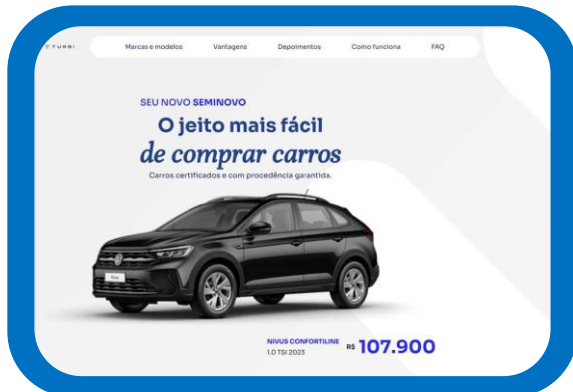 TURBI
Marcas e modelos Vantagens Depoimentos Como funciona FAQ
SEU NOVO SEMINOVO
O jeito mais fácil
de comprar carros
Carros certificados e com procedência garantida.
NIVUS CONFORTILINE
1.0 TSI 2023
R$ 107.900